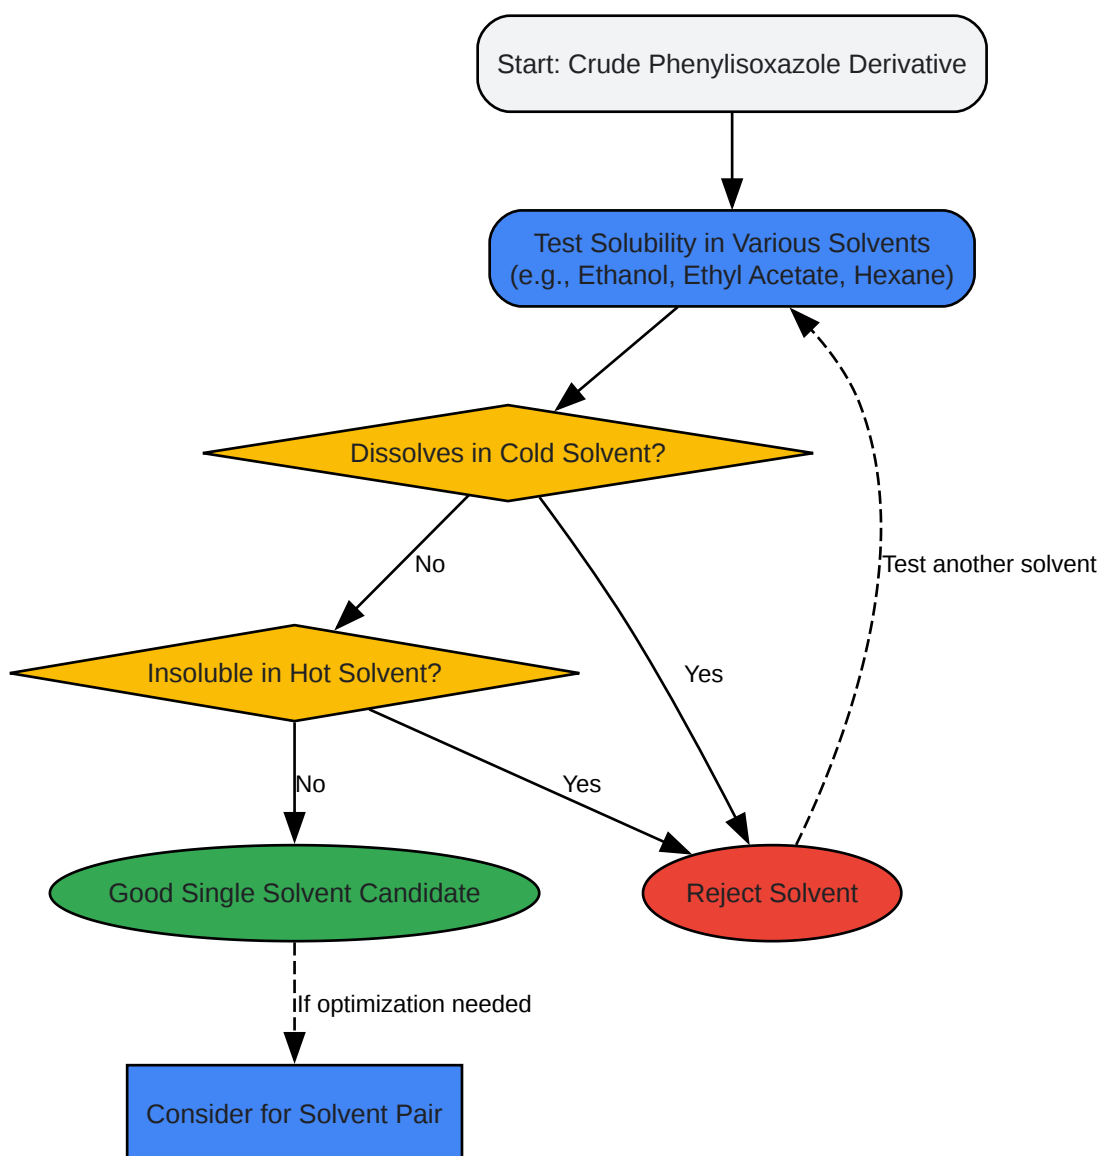 Start: Crude Phenylisoxazole Derivative
Test Solubility in Various Solvents
(e.g., Ethanol, Ethyl Acetate, Hexane)
Dissolves in Cold Solvent?
No
Test another solvent
Insoluble in Hot Solvent?
Yes
No
Yes
Good Single Solvent Candidate
Reject Solvent
If optimization needed
Consider for Solvent Pair